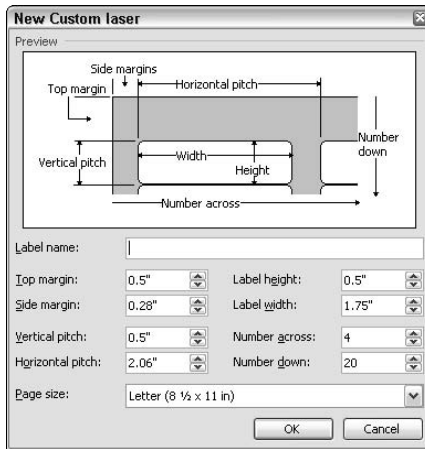 New Custom laser
Preview
Side margins
Top margin
Horizontal pitch
Vertical pitch
Width
Height
Number down
Number across
Label name:
Top margin: 0.5" Label height: 0.5"
Side margin: 0.28" Label width: 1.75"
Vertical pitch: 0.5" Number across: 4
Horizontal pitch: 2.06" Number down: 20
Page size: Letter (8 ½ x 11 in)
OK Cancel